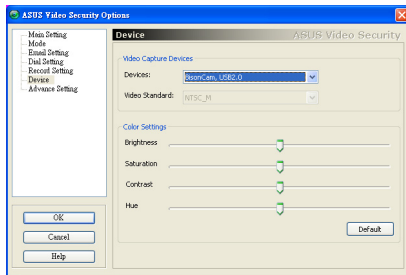 ASUS Video Security Options
Main Setting
Mode
Email Setting
Dial Setting
Record Setting
Device
Advance Setting
OK
Cancel
Help
Device
ASUS Video Security
Video Capture Devices
Devices:
BisonCam, USB2.0
Video Standard:
NTSC_M
Color Settings
Brightness
Saturation
Contrast
Hue
Default